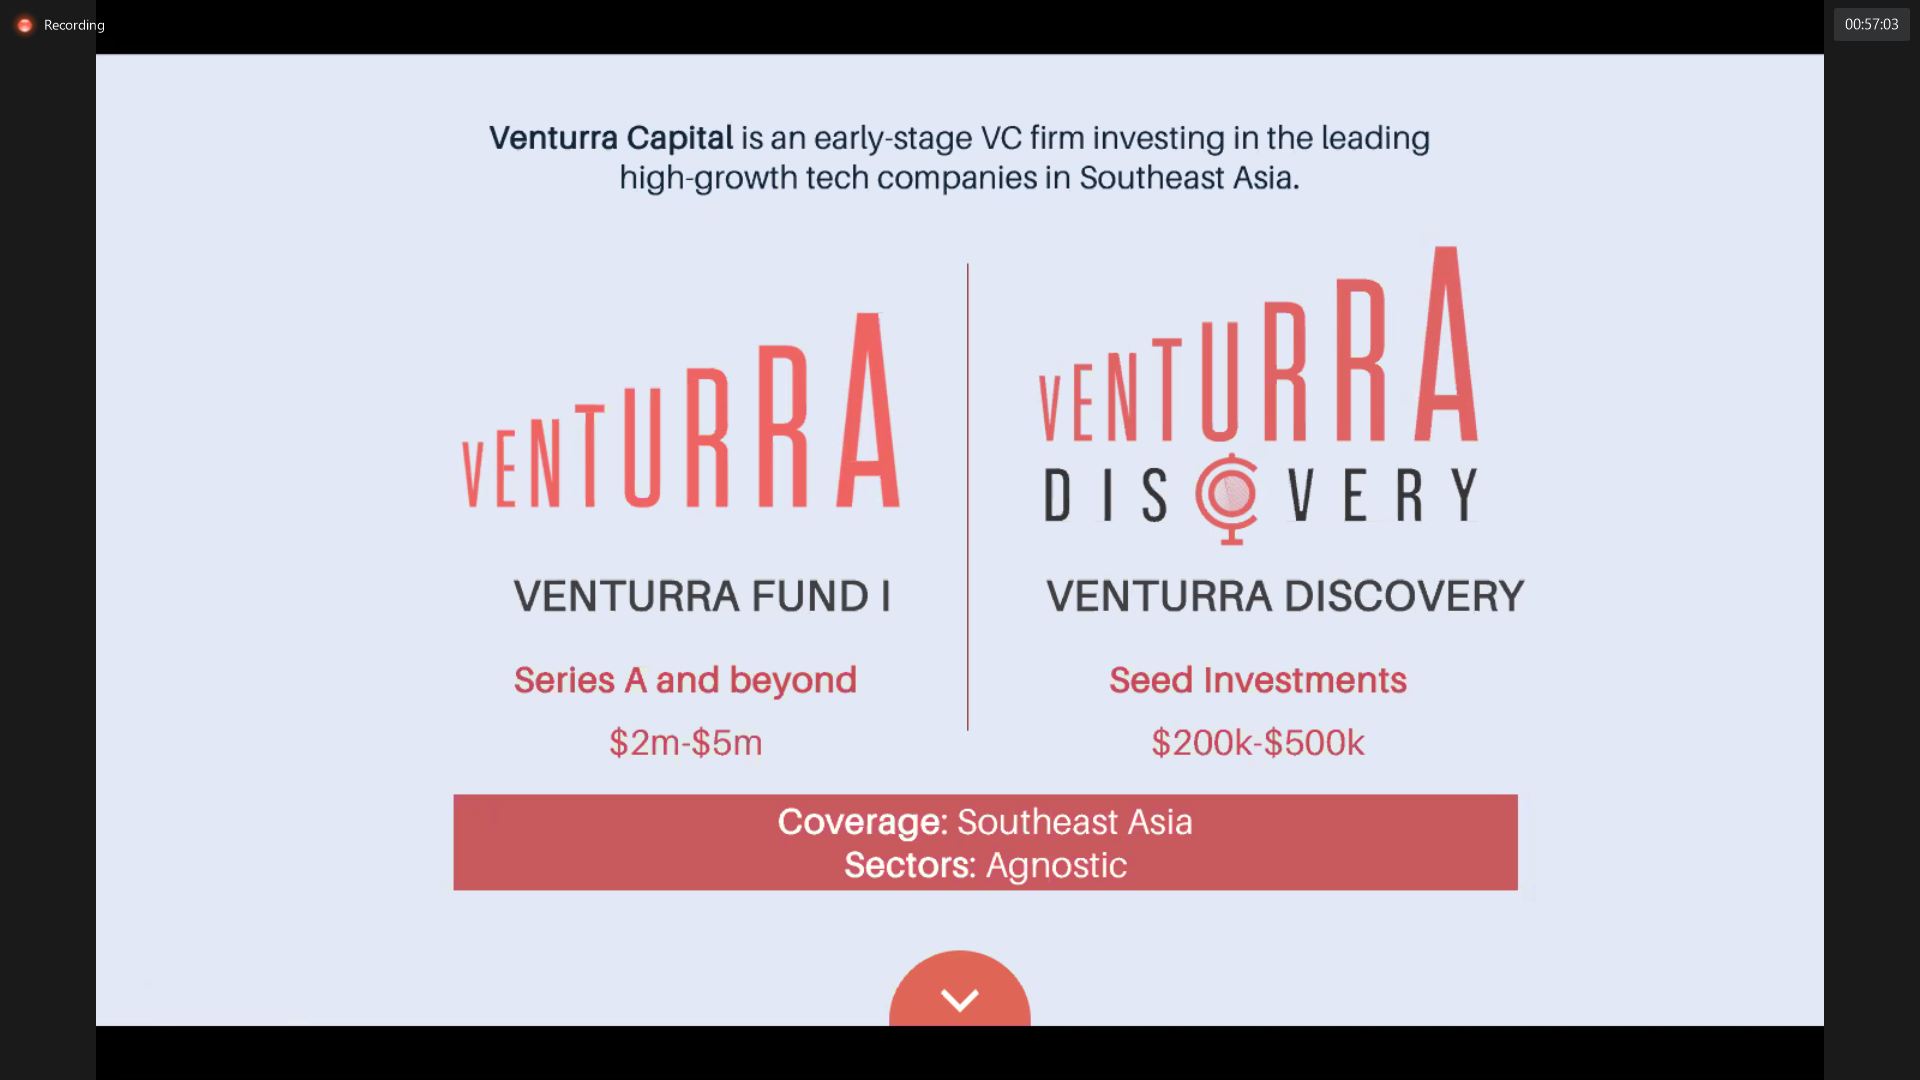 Recording
00:57:03
Venturra Capital is an early-stage VC firm investing in the leading
high-growth tech companies in Southeast Asia.
VENTURRA
VENTURRA
DISCOVERY
VENTURRA FUND I
VENTURRA DISCOVERY
Series A and beyond
Seed Investments
$2m-$5m
$200k-$500k
Coverage: Southeast Asia
Sectors: Agnostic